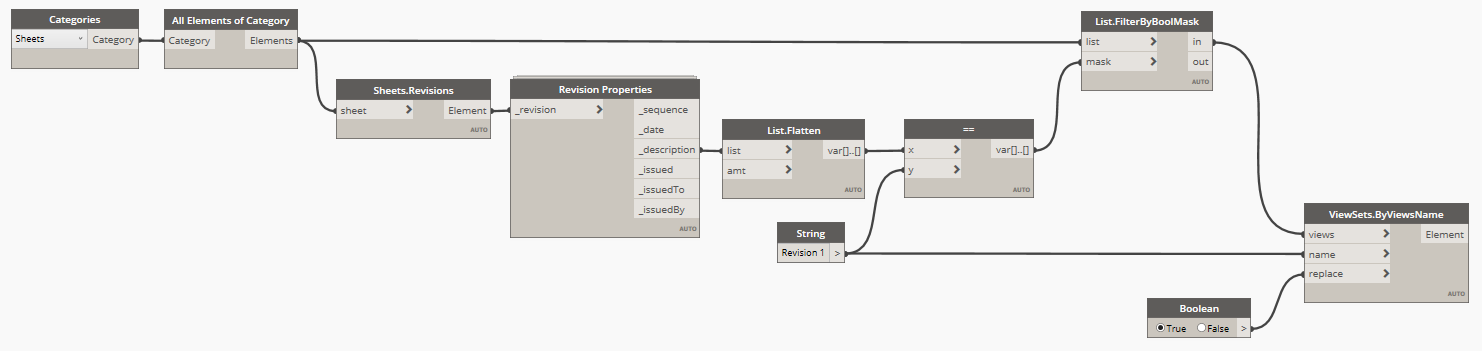 Categories
Sheets Category
All Elements of Category
Category Elements
Sheets.Revisions
sheet > Element
AUTO
Revision Properties
_revision > _sequence
_date
_description
_issued
_issuedTo
_issuedBy
AUTO
List.Flatten
list > var[]..[]
amt >
AUTO
String
Revision 1 >
==
x > var[]..[]
y >
AUTO
List.FilterByBoolMask
list > in
mask > out
AUTO
Boolean
True False >
ViewSets.ByViewsName
views > Element
name >
replace >
AUTO